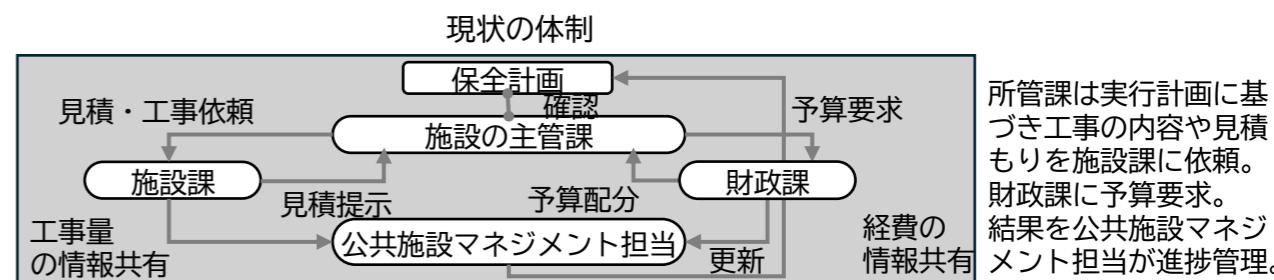 現状の体制
保全計画
確認
見積・工事依頼
予算要求
施設の主管課
施設課
財政課
見積提示
予算配分
工事量
の情報共有
公共施設マネジメント担当
更新
経費の
情報共有
所管課は実行計画に基
づき工事の内容や見積
もりを施設課に依頼。
財政課に予算要求。
結果を公共施設マネジ
メント担当が進捗管理。